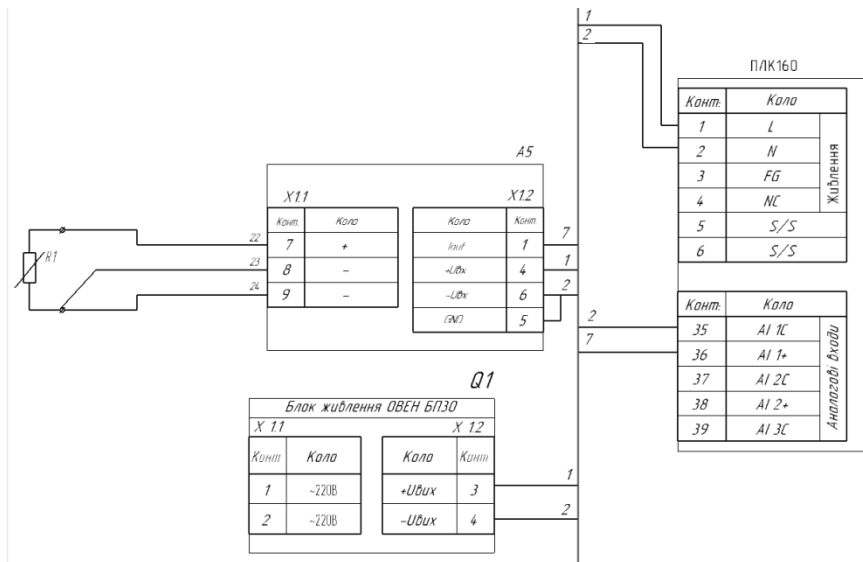 1
2
ПЛК160
Конт. Коло
1 L
2 N
3 FG
4 NC
5 S/S
6 S/S
Живлення
A5
X1.1 X1.2
Конт. Коло Коло Конт.
22 7 + Iout 1 7
23 8 - +Uвх 4 1
24 9 - -Uвх 6 2
GND 5
R1
Конт. Коло
2 35 AI 1C
7 36 AI 1+
37 AI 2C
38 AI 2+
39 AI 3C
Аналогові входи
Q1
Блок живлення ОВЕН БП30
X 1.1 X 1.2
Конт Коло Коло Конт
1 ~220В +Uвих 3 1
2 ~220В -Uвих 4 2